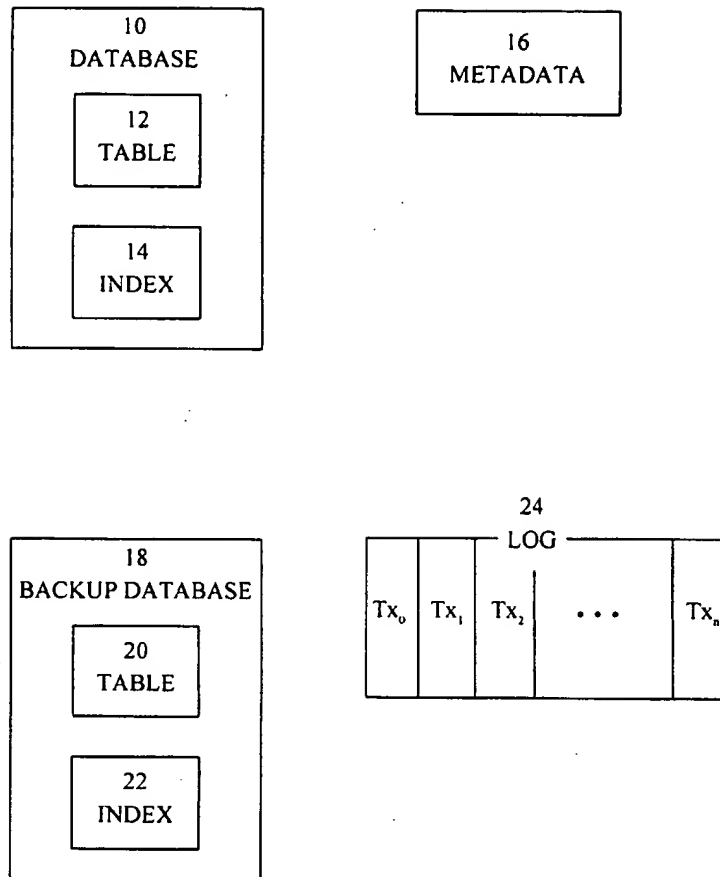 10
DATABASE
12
TABLE
14
INDEX
16
METADATA
18
BACKUP DATABASE
20
TABLE
22
INDEX
24
LOG
Tx₀ Tx₁ Tx₂ • • • Txₙ